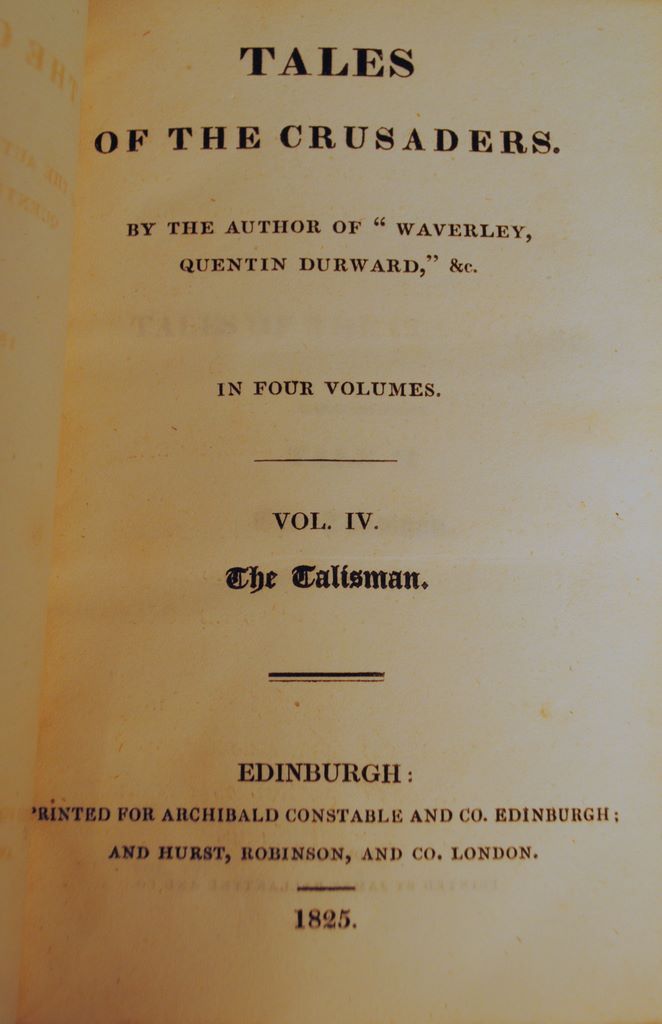 TALES
OF THE CRUSADERS.
BY THE AUTHOR OF “ WAVERLEY,
QUENTIN DURWARD,” &c.
IN FOUR VOLUMES.
VOL. IV.
The Talisman.
EDINBURGH:
PRINTED FOR ARCHIBALD CONSTABLE AND CO. EDINBURGH;
AND HURST, ROBINSON, AND CO. LONDON.
1825.